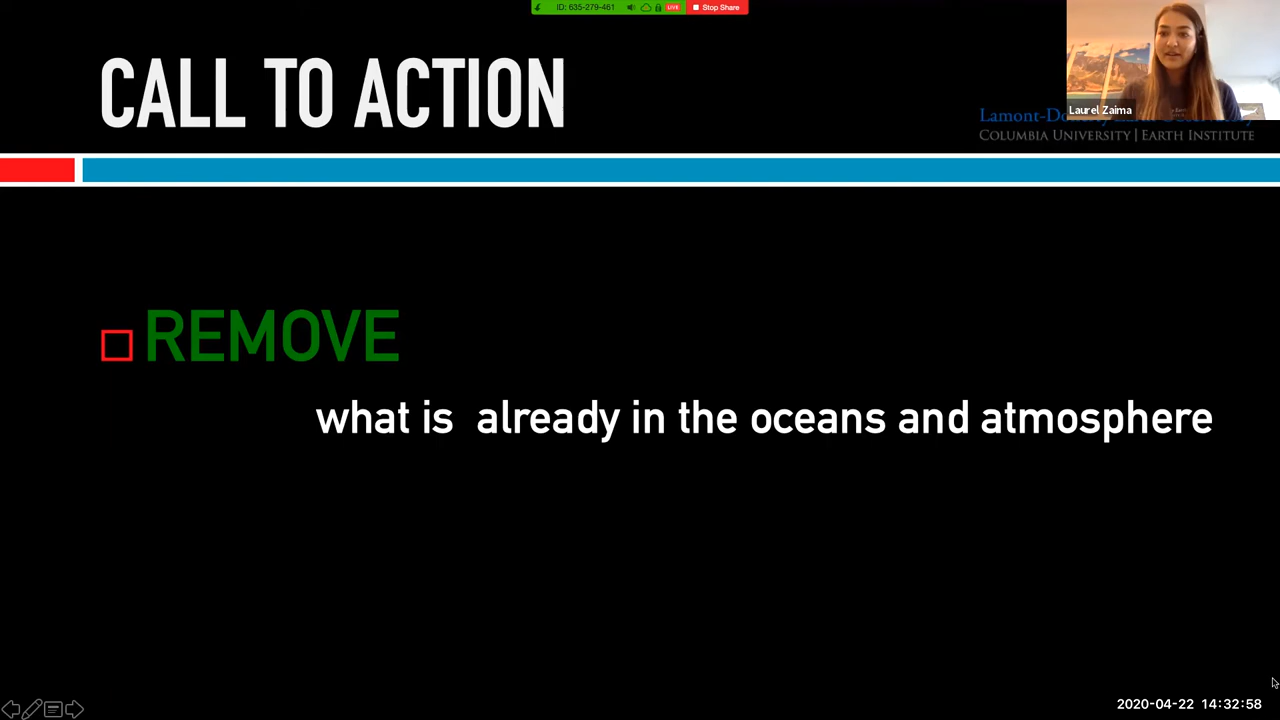 ID: 635-279-461
LIVE
Stop Share
CALL TO ACTION
Laurel Zaima
Lamont-Do
COLUMBIA UNIVERSITY | EARTH INSTITUTE
REMOVE
what is already in the oceans and atmosphere
2020-04-22 14:32:58